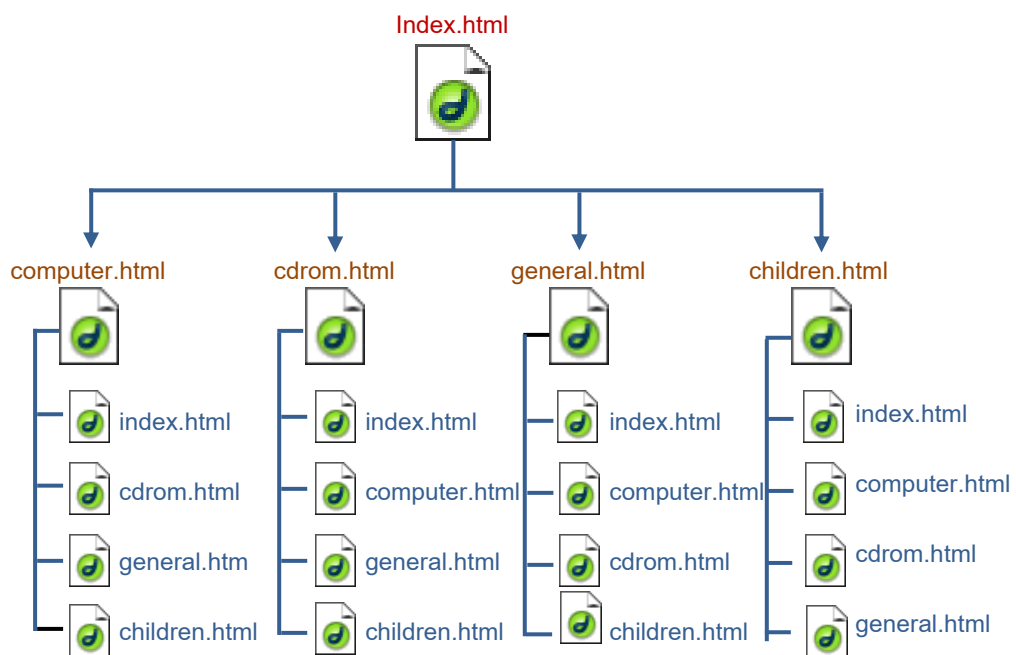 Index.html
computer.html
cdrom.html
general.html
children.html
index.html
cdrom.html
general.htm
children.html
index.html
computer.html
general.html
children.html
index.html
computer.html
cdrom.html
children.html
index.html
computer.html
cdrom.html
general.html